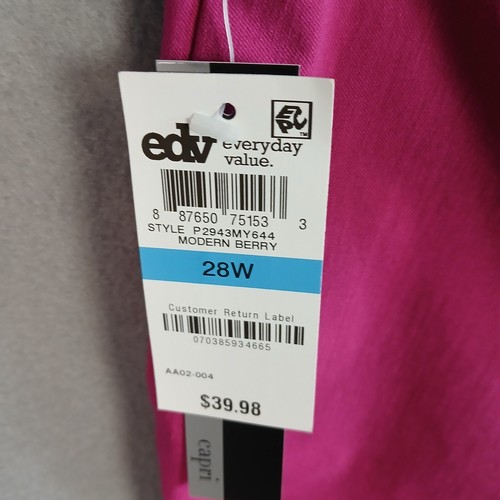 edv everyday
value.
8 87650 75153 3
STYLE P2943MY644
MODERN BERRY
28W
Customer Return Label
070385934665
AA02-004
$39.98
capri